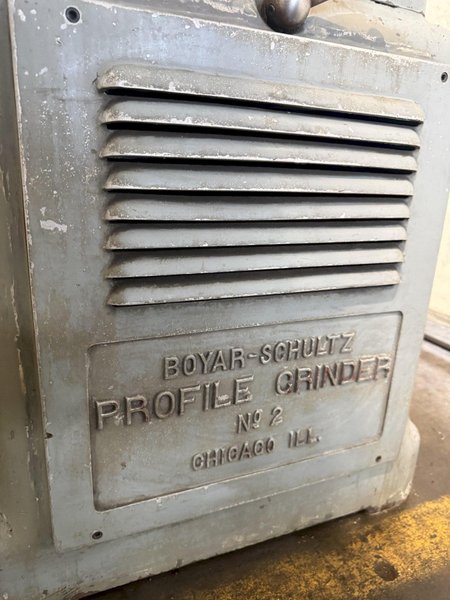 BOYAR-SCHULTZ
PROFILE GRINDER
Nº 2
CHICAGO ILL.